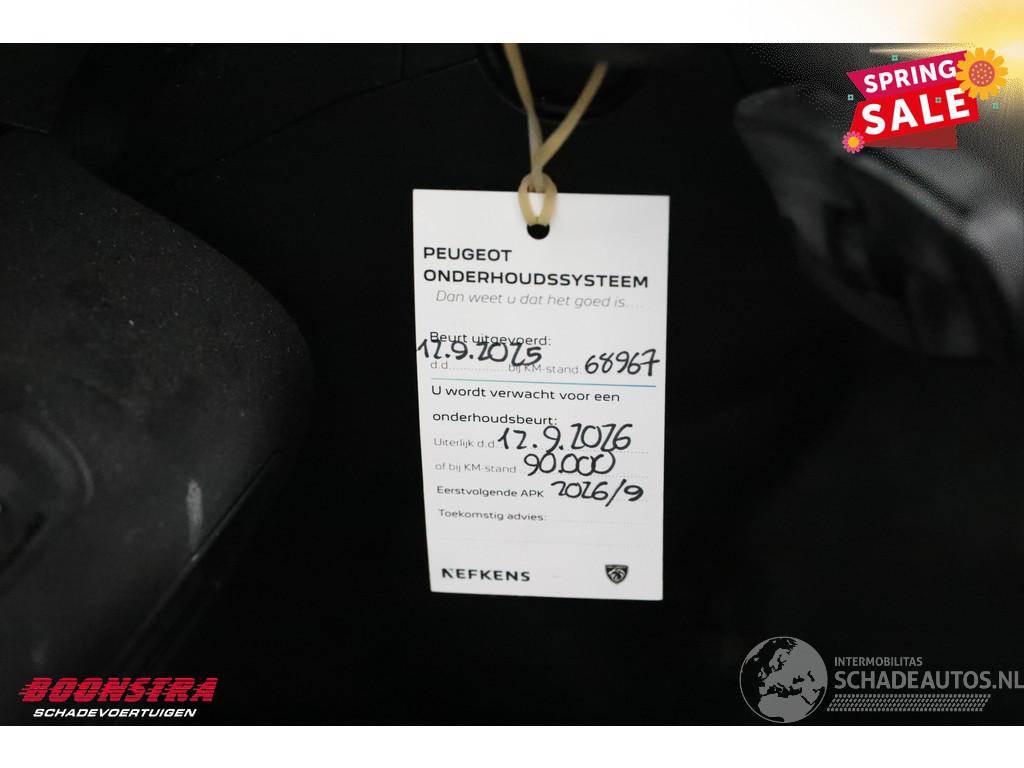 SPRING
SALE
PEUGEOT
ONDERHOUDSSYSTEEM
Dan weet u dat het goed is....
Beurt uitgevoerd:
d.d. 12.9.2025 bij KM-stand: 68967
U wordt verwacht voor een
onderhoudsbeurt:
Uiterlijk d.d. 12.9.2026
of bij KM-stand 90.000
Eerstvolgende APK 2026/9
Toekomstig advies:
NEFKENS
BOONSTRA
SCHADEVOERTUIGEN
INTERMOBILITAS
SCHADEAUTOS.NL